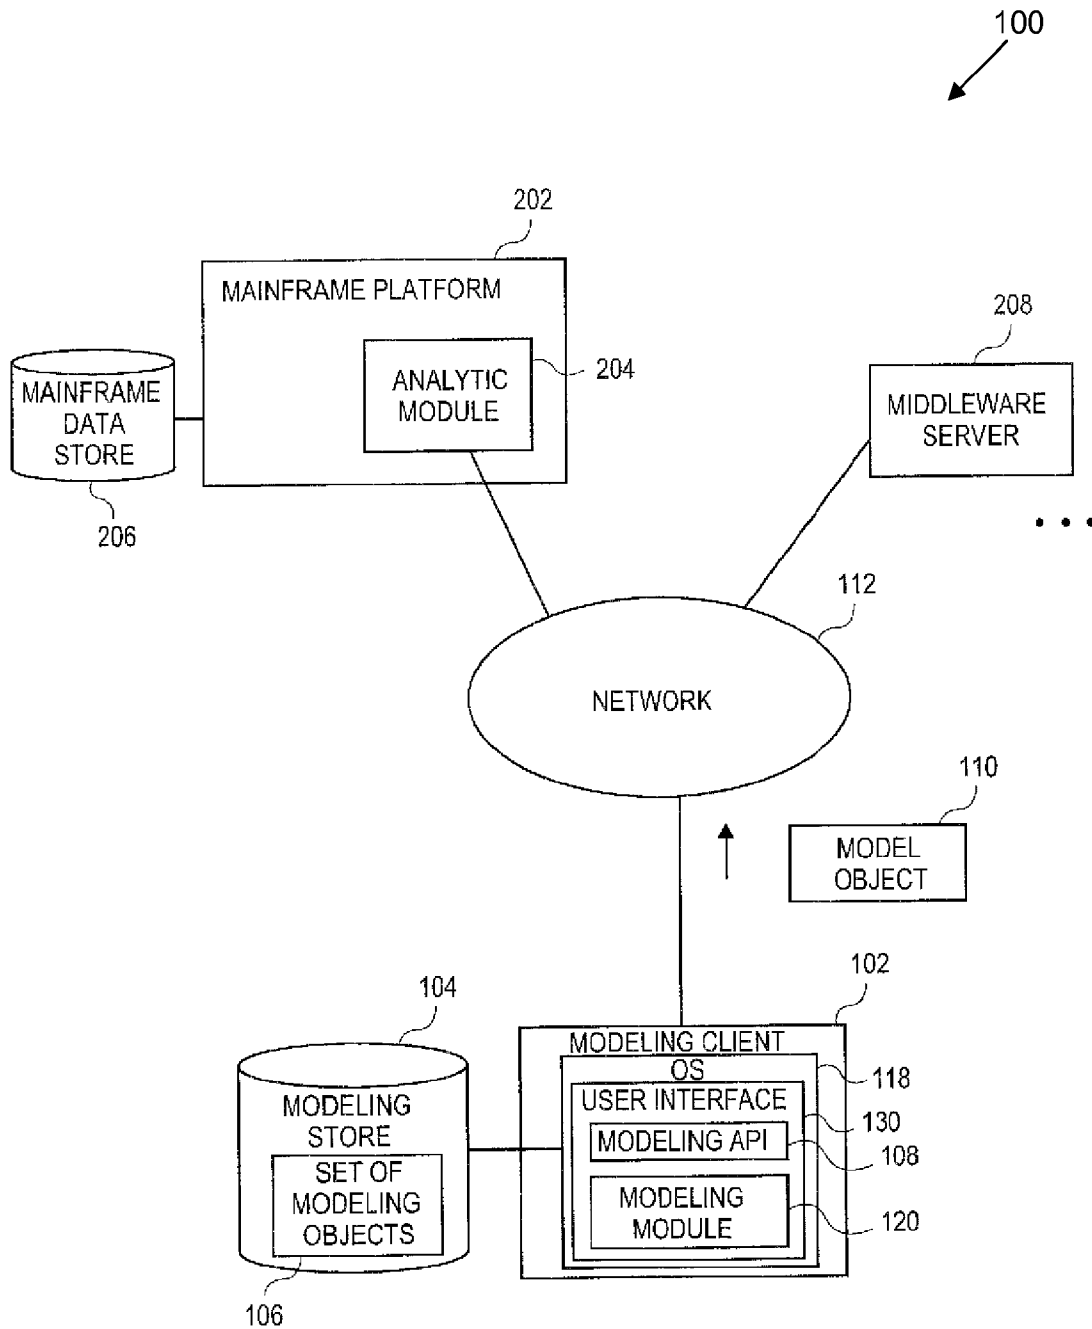 100
202
MAINFRAME PLATFORM
208
204
ANALYTIC
MODULE
MAINFRAME
DATA
STORE
MIDDLEWARE
SERVER
206
• • •
112
NETWORK
110
MODEL
OBJECT
102
104
MODELING CLIENT
OS
118
USER INTERFACE
130
MODELING
STORE
MODELING API
108
SET OF
MODELING
OBJECTS
MODELING
MODULE
120
106